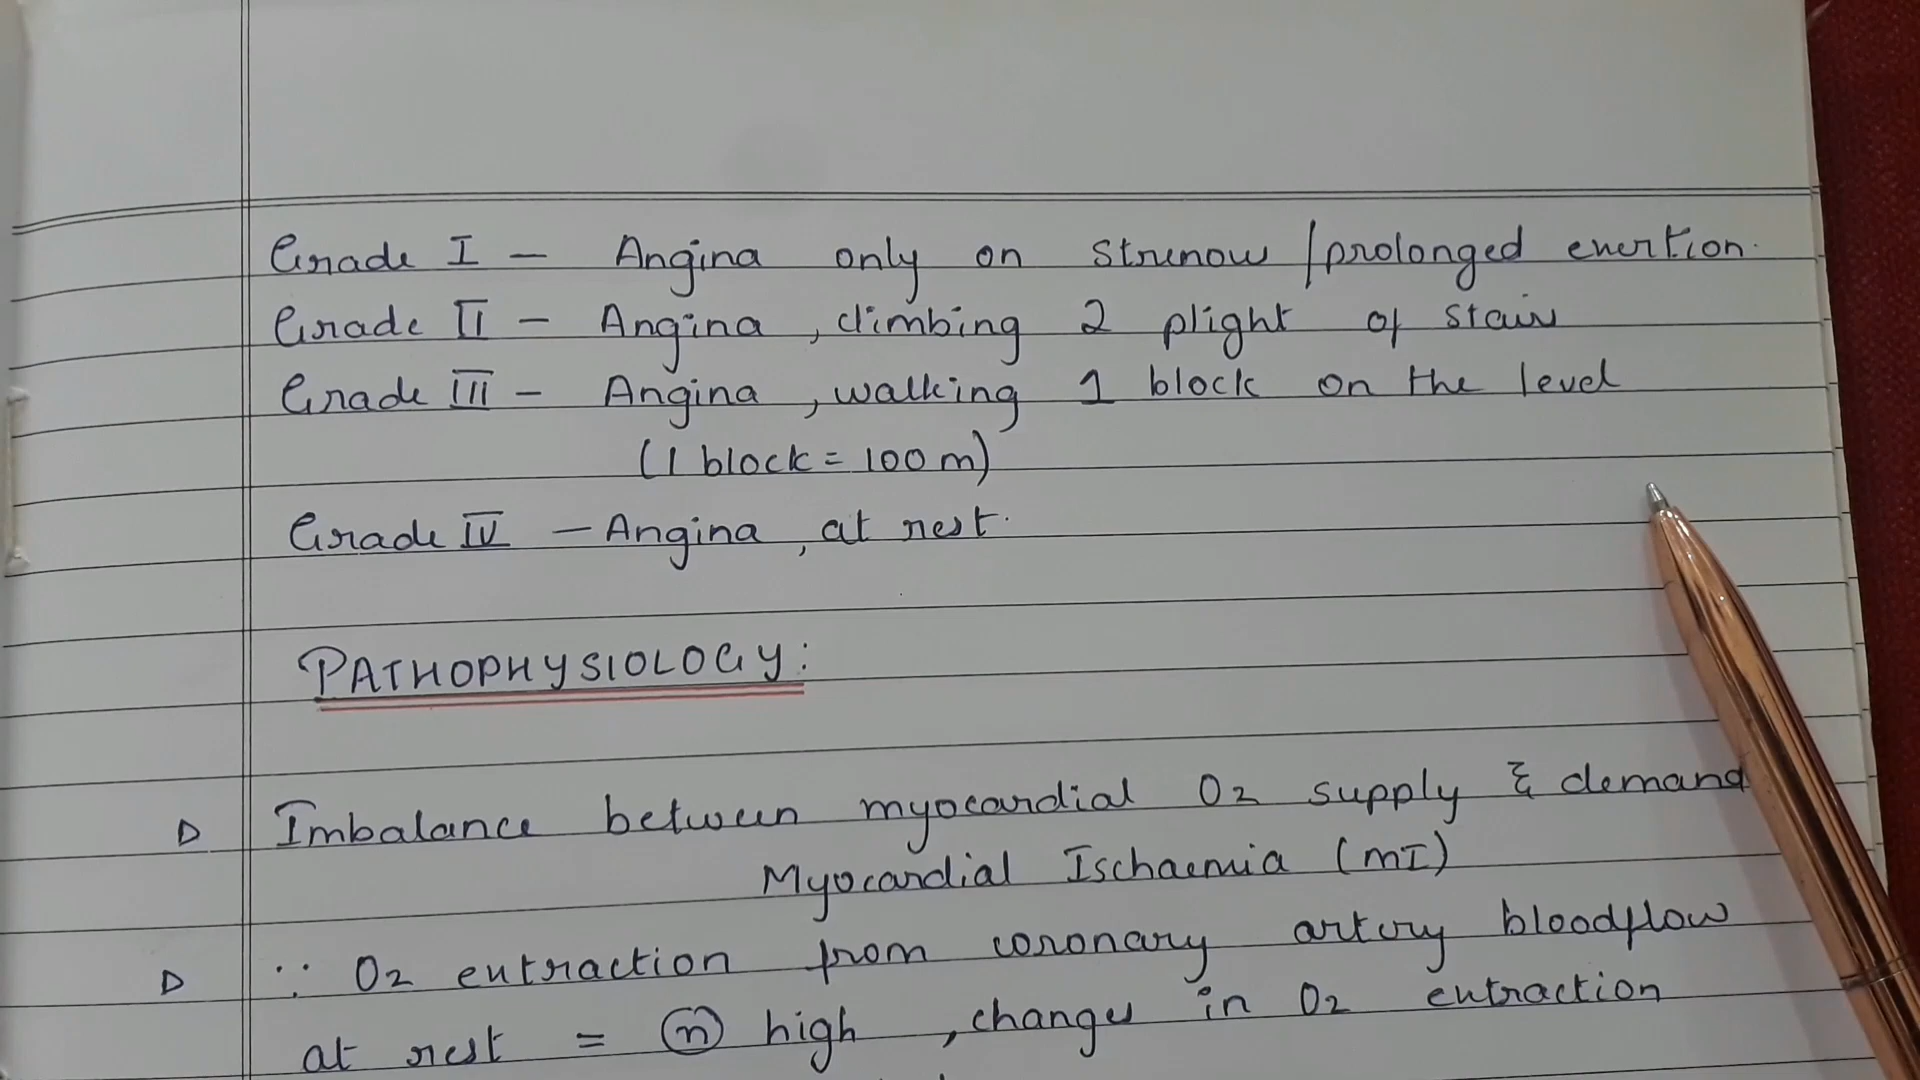 Grade I - Angina only on strenous / prolonged exertion.
Grade II - Angina, climbing 2 flight of stairs
Grade III - Angina, walking 1 block on the level
(1 block = 100 m)
Grade IV - Angina, at rest.
PATHOPHYSIOLOGY:
▷ Imbalance between myocardial O2 supply & demand
Myocardial Ischaemia (MI)
▷ ∵ O2 extraction from coronary artery bloodflow
at rest = (n) high, changes in O2 extraction